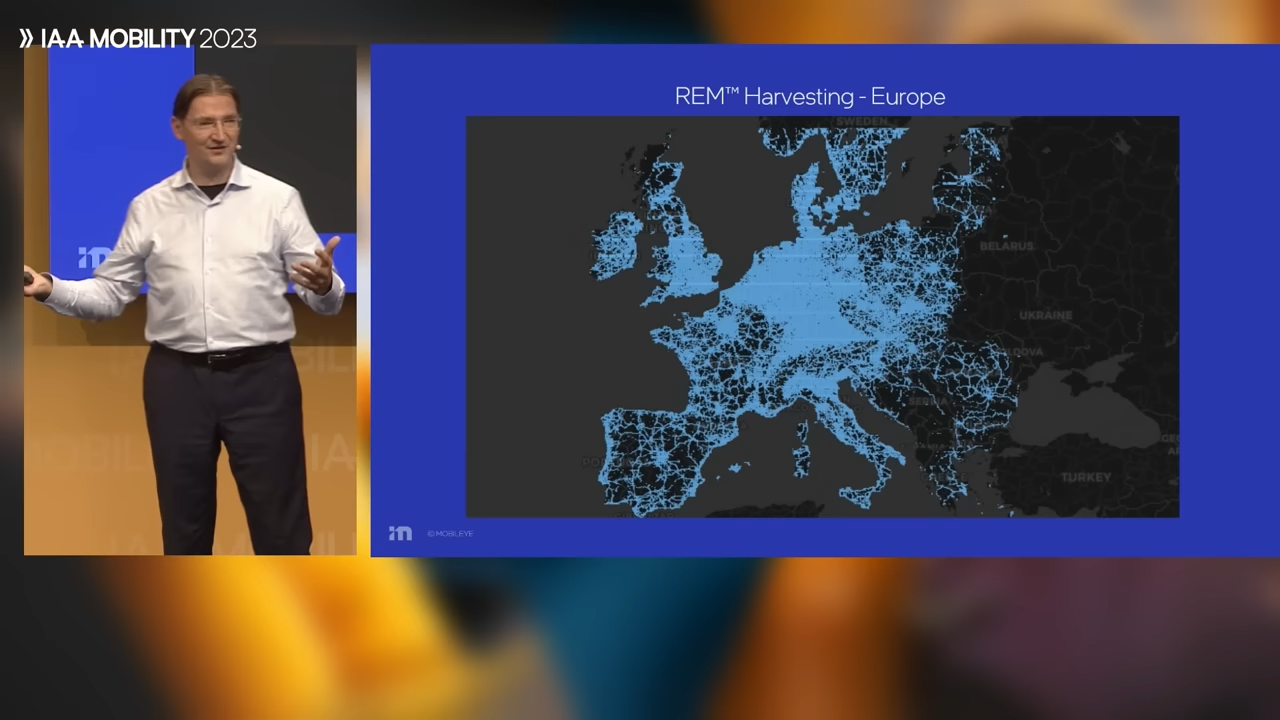 IAA MOBILITY 2023
REM™ Harvesting - Europe
SWEDEN
BELARUS
UKRAINE
SERBIA
TURKEY
© MOBILEYE